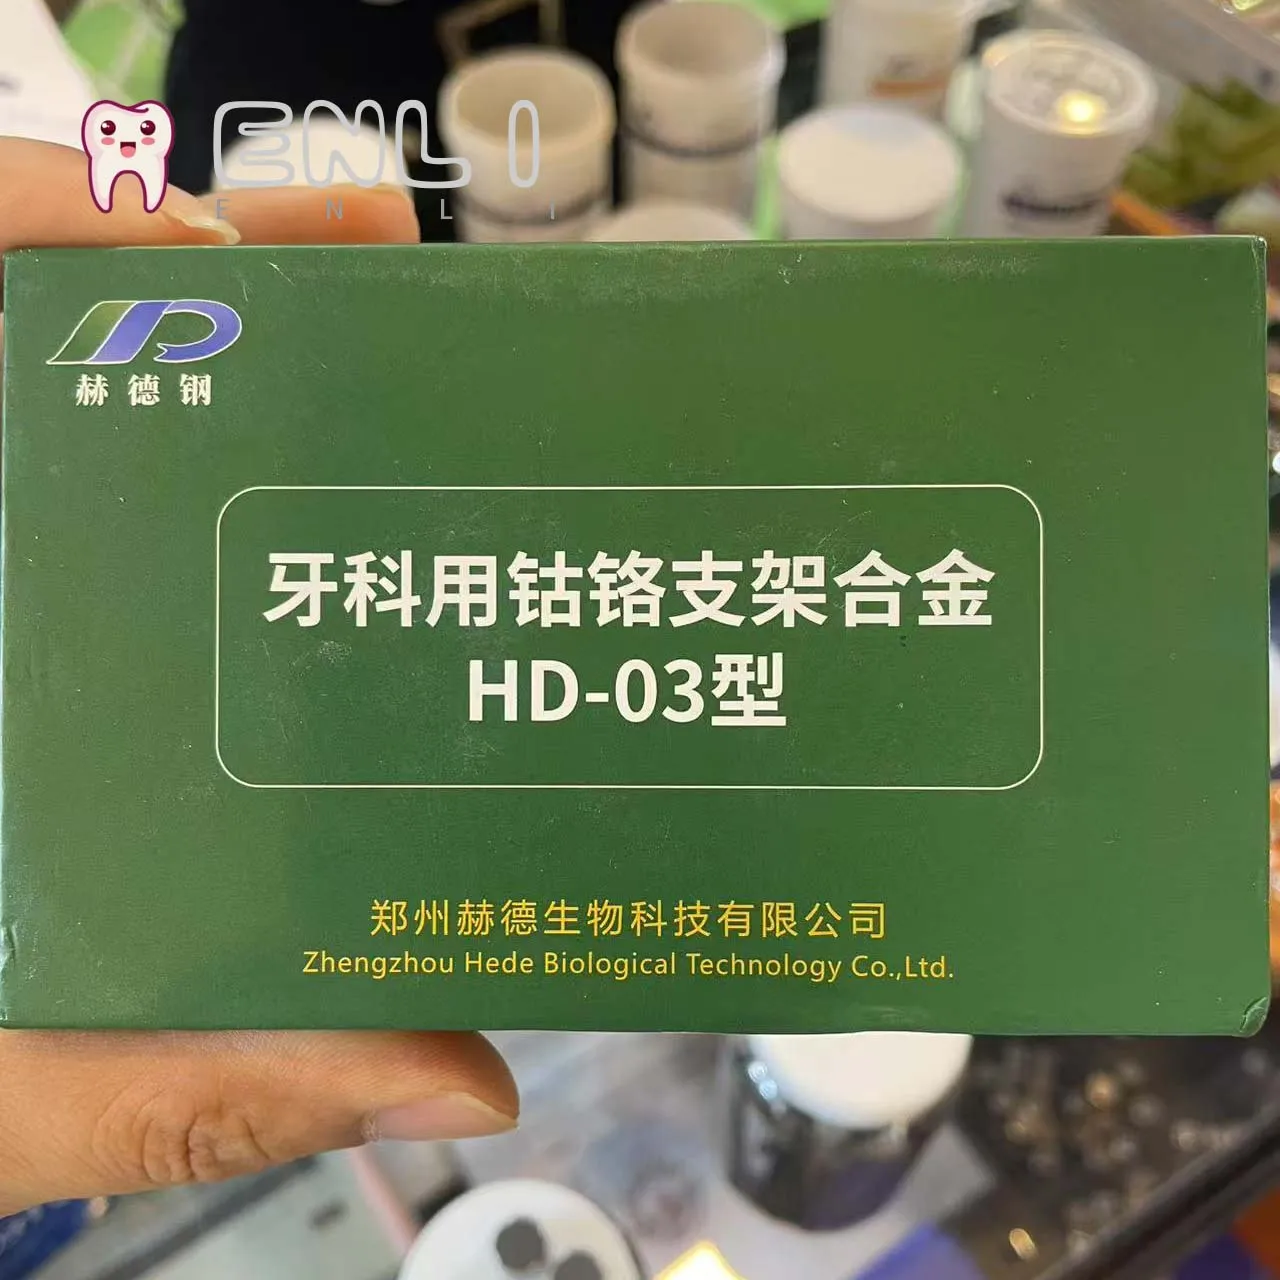 ENLI
ENLI
赫德钢
牙科用钴铬支架合金
HD-03型
郑州赫德生物科技有限公司
Zhengzhou Hede Biological Technology Co.,Ltd.